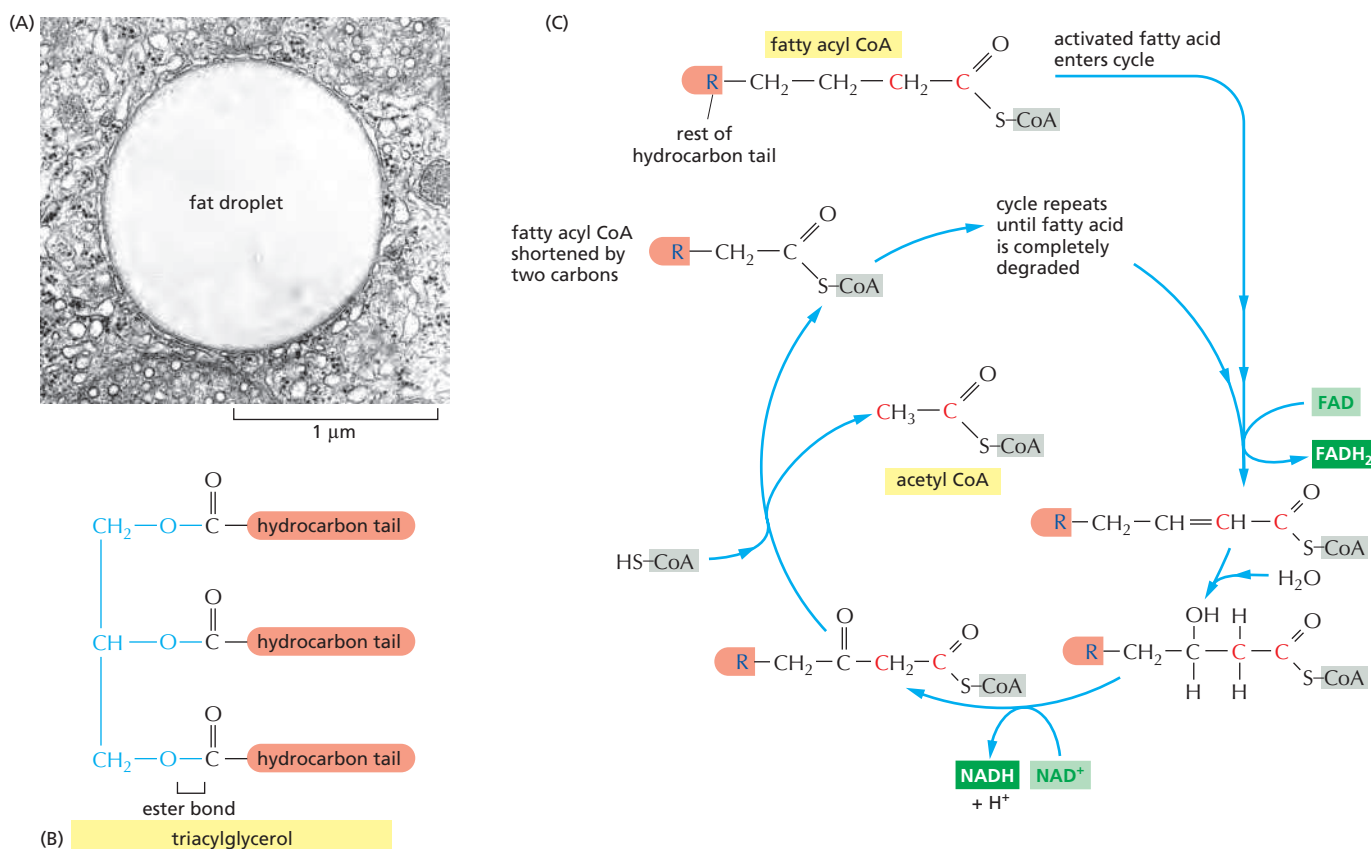 (A)
fat droplet
1 μm
CH₂—O—C—hydrocarbon tail
O
CH—O—C—hydrocarbon tail
O
CH₂—O—C—hydrocarbon tail
O
ester bond
(B) triacylglycerol
(C)
fatty acyl CoA
R—CH₂—CH₂—CH₂—C
O
S–CoA
rest of
hydrocarbon tail
activated fatty acid
enters cycle
fatty acyl CoA
shortened by
two carbons
R—CH₂—C
O
S–CoA
cycle repeats
until fatty acid
is completely
degraded
CH₃—C
O
S–CoA
acetyl CoA
FAD
FADH₂
R—CH₂—CH=CH—C
O
S–CoA
H₂O
OH H
R—CH₂—C—C—C
O
H H
S–CoA
NAD⁺
NADH
+ H⁺
O
R—CH₂—C—CH₂—C
O
S–CoA
HS–CoA